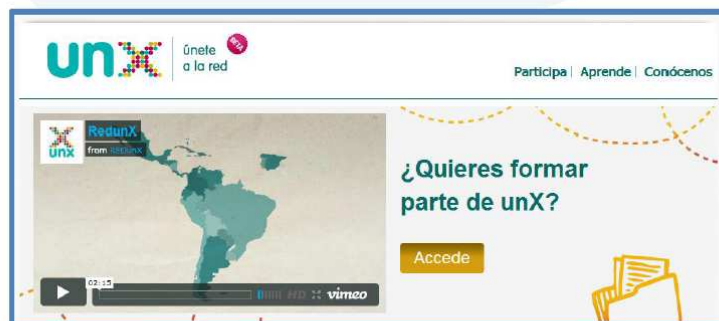 unX
únete
a la red
BETA
Participa | Aprende | Conócenos
unx
RedunX
from REDunX
¿Quieres formar
parte de unX?
Accede
02:15
HD
vimeo